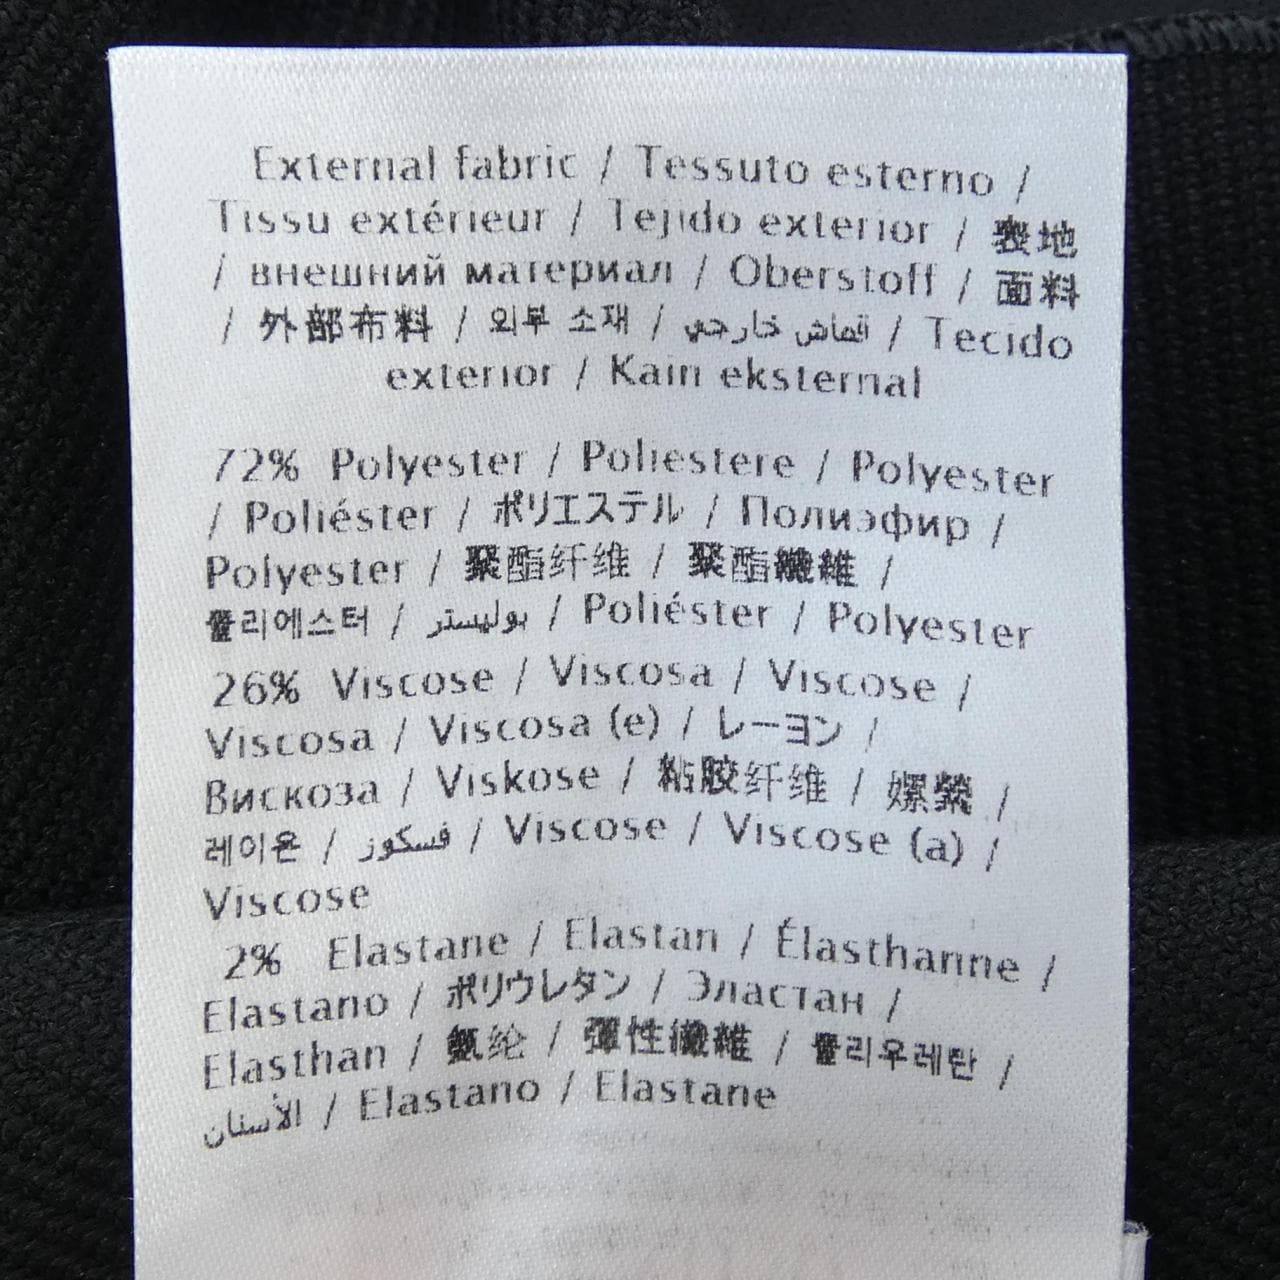 External fabric / Tessuto esterno /
Tissu extérieur / Tejido exterior / 表地
/ внешний материал / Oberstoff / 面料
/ 外部布料 / 외부 소재 / قماش خارجي / Tecido
exterior / Kain eksternal
72% Polyester / Poliestere / Polyester
/ Poliéster / ポリエステル / Полиэфир /
Polyester / 聚酯纤维 / 聚酯纖維 /
폴리에스터 / بوليستر / Poliéster / Polyester
26% Viscose / Viscosa / Viscose /
Viscosa / Viscosa (e) / レーヨン /
Вискоза / Viskose / 粘胶纤维 / 嫘縈 /
레이온 / فسكوز / Viscose / Viscose (a) /
Viscose
2% Elastane / Elastan / Élasthanne /
Elastano / ポリウレタン / Эластан /
Elasthan / 氨纶 / 彈性纖維 / 폴리우레탄 /
الأستان / Elastano / Elastane